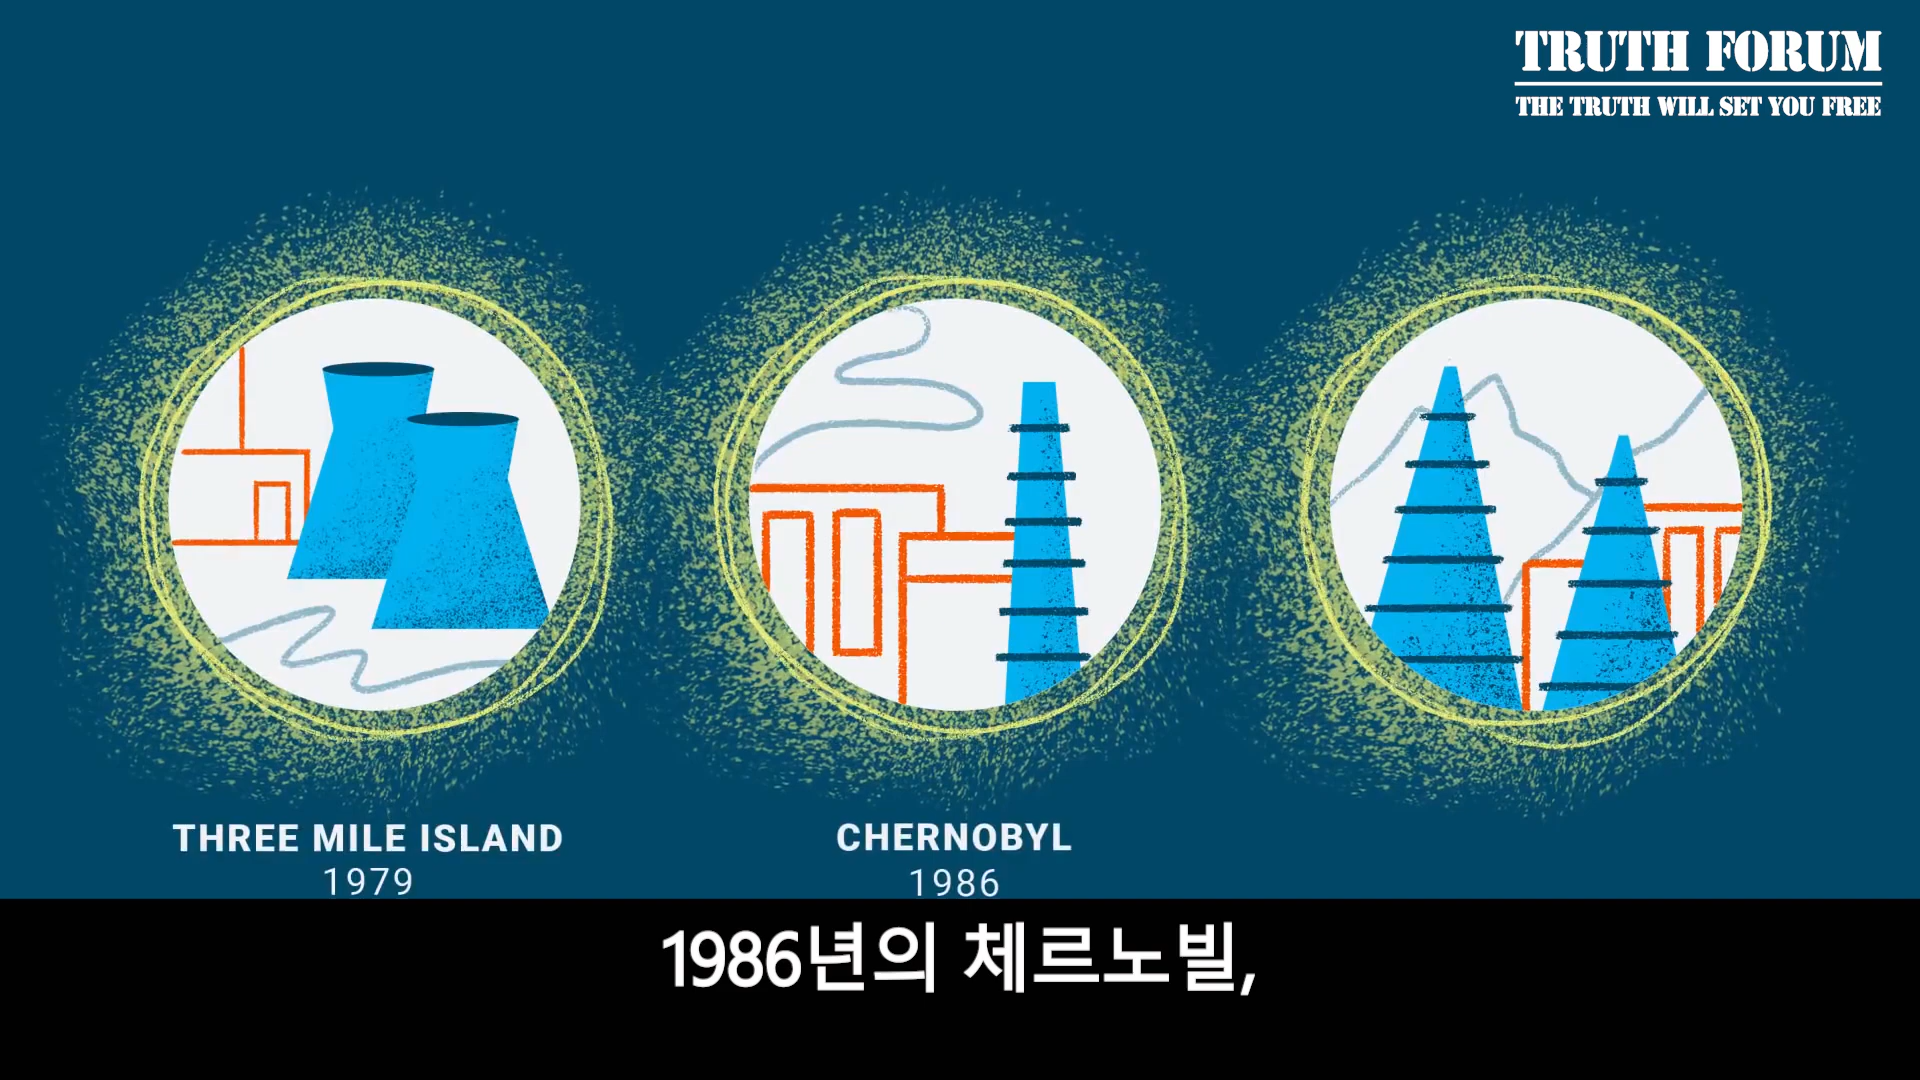 TRUTH FORUM
THE TRUTH WILL SET YOU FREE
THREE MILE ISLAND
1979
CHERNOBYL
1986
1986년의 체르노빌,